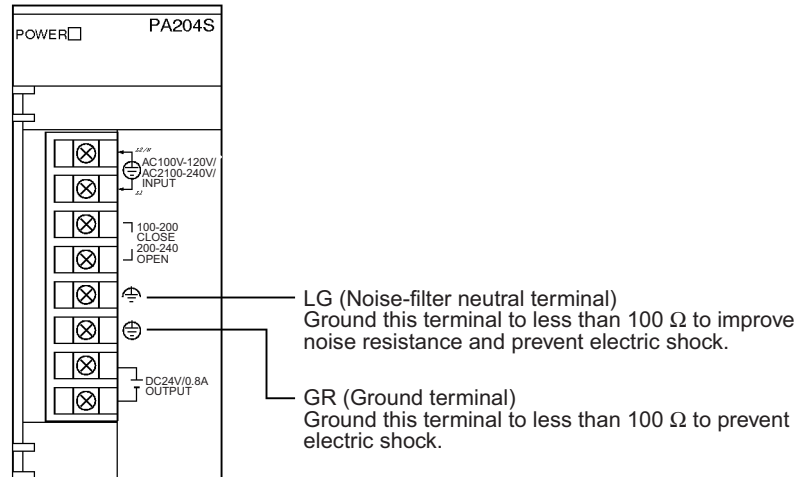 POWER
PA204S
AC100V-120V/
AC2100-240V/
INPUT
100-200
CLOSE
200-240
OPEN
LG (Noise-filter neutral terminal)
Ground this terminal to less than 100 Ω to improve
noise resistance and prevent electric shock.
DC24V/0.8A
OUTPUT
GR (Ground terminal)
Ground this terminal to less than 100 Ω to prevent
electric shock.